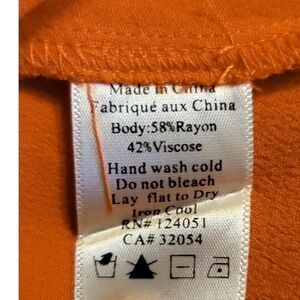 Made in China
Fabriqué aux China
Body:58%Rayon
42%Viscose
Hand wash cold
Do not bleach
Lay flat to Dry
Iron Cool
RN# 124051
CA# 32054